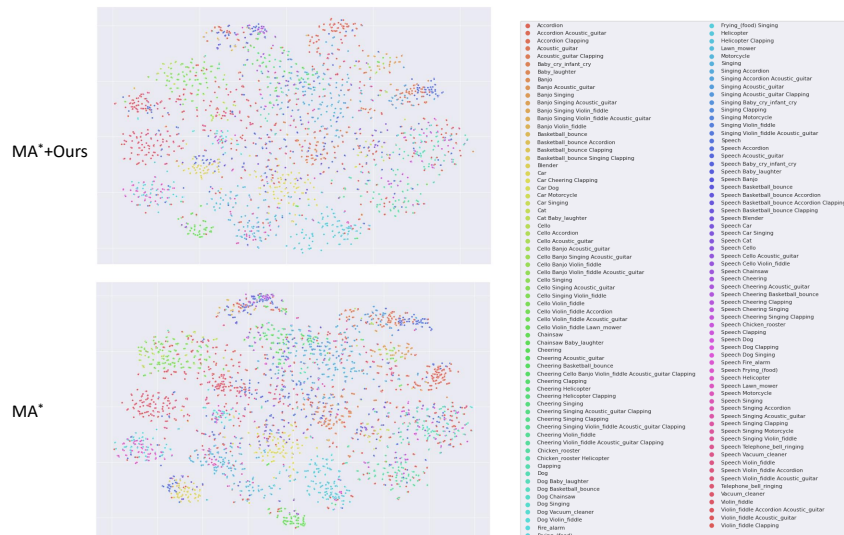 MA*+Ours
MA*
Accordion
Accordion Acoustic_guitar
Accordion Clapping
Acoustic_guitar
Acoustic_guitar Clapping
Baby_cry_infant_cry
Baby_laughter
Banjo
Banjo Acoustic_guitar
Banjo Singing
Banjo Singing Acoustic_guitar
Banjo Singing Violin_fiddle
Banjo Singing Violin_fiddle Acoustic_guitar
Banjo Violin_fiddle
Basketball_bounce
Basketball_bounce Accordion
Basketball_bounce Clapping
Basketball_bounce Singing Clapping
Blender
Car
Car Cheering Clapping
Car Dog
Car Motorcycle
Car Singing
Cat
Cat Baby_laughter
Cello
Cello Accordion
Cello Acoustic_guitar
Cello Banjo Acoustic_guitar
Cello Banjo Singing Acoustic_guitar
Cello Banjo Violin_fiddle
Cello Banjo Violin_fiddle Acoustic_guitar
Cello Singing
Cello Singing Acoustic_guitar
Cello Singing Violin_fiddle
Cello Violin_fiddle
Cello Violin_fiddle Accordion
Cello Violin_fiddle Acoustic_guitar
Cello Violin_fiddle Lawn_mower
Chainsaw
Chainsaw Baby_laughter
Cheering
Cheering Acoustic_guitar
Cheering Basketball_bounce
Cheering Cello Banjo Violin_fiddle Acoustic_guitar Clapping
Cheering Clapping
Cheering Helicopter
Cheering Helicopter Clapping
Cheering Singing
Cheering Singing Acoustic_guitar Clapping
Cheering Singing Clapping
Cheering Singing Violin_fiddle Acoustic_guitar Clapping
Cheering Violin_fiddle
Cheering Violin_fiddle Acoustic_guitar Clapping
Chicken_rooster
Chicken_rooster Helicopter
Clapping
Dog
Dog Baby_laughter
Dog Basketball_bounce
Dog Chainsaw
Dog Singing
Dog Vacuum_cleaner
Dog Violin_fiddle
Fire_alarm
Frying_(food) Singing
Helicopter
Helicopter Clapping
Lawn_mower
Motorcycle
Singing
Singing Accordion
Singing Accordion Acoustic_guitar
Singing Acoustic_guitar
Singing Acoustic_guitar Clapping
Singing Baby_cry_infant_cry
Singing Clapping
Singing Motorcycle
Singing Violin_fiddle
Singing Violin_fiddle Acoustic_guitar
Speech
Speech Accordion
Speech Acoustic_guitar
Speech Baby_cry_infant_cry
Speech Baby_laughter
Speech Banjo
Speech Basketball_bounce
Speech Basketball_bounce Accordion
Speech Basketball_bounce Accordion Clapping
Speech Basketball_bounce Clapping
Speech Blender
Speech Car
Speech Car Singing
Speech Cat
Speech Cello
Speech Cello Acoustic_guitar
Speech Cello Violin_fiddle
Speech Chainsaw
Speech Cheering
Speech Cheering Acoustic_guitar
Speech Cheering Basketball_bounce
Speech Cheering Clapping
Speech Cheering Singing
Speech Cheering Singing Clapping
Speech Chicken_rooster
Speech Clapping
Speech Dog
Speech Dog Clapping
Speech Dog Singing
Speech Fire_alarm
Speech Frying_(food)
Speech Helicopter
Speech Lawn_mower
Speech Motorcycle
Speech Singing
Speech Singing Accordion
Speech Singing Acoustic_guitar
Speech Singing Clapping
Speech Singing Motorcycle
Speech Singing Violin_fiddle
Speech Telephone_bell_ringing
Speech Vacuum_cleaner
Speech Violin_fiddle
Speech Violin_fiddle Accordion
Speech Violin_fiddle Acoustic_guitar
Telephone_bell_ringing
Vacuum_cleaner
Violin_fiddle
Violin_fiddle Accordion Acoustic_guitar
Violin_fiddle Acoustic_guitar
Violin_fiddle Clapping